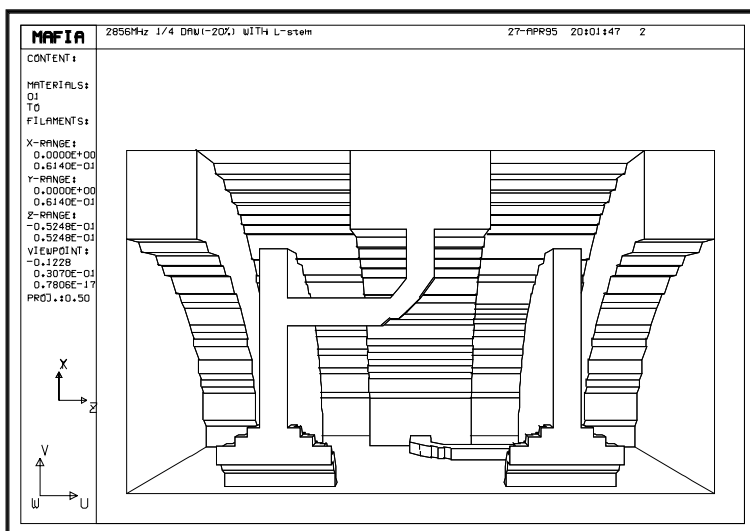 MAFIA
2856MHz 1/4 DAW(-20%) WITH L-stem 27-APR95 20:01:47 2
CONTENT:
MATERIALS:
01
TO
FILAMENTS:
X-RANGE:
0.0000E+00
0.6140E-01
Y-RANGE:
0.0000E+00
0.6140E-01
Z-RANGE:
-0.5248E-01
0.5248E-01
VIEWPOINT:
-0.1228
0.3070E-01
0.7806E-17
PROJ.:0.50
X
Z
V
W U